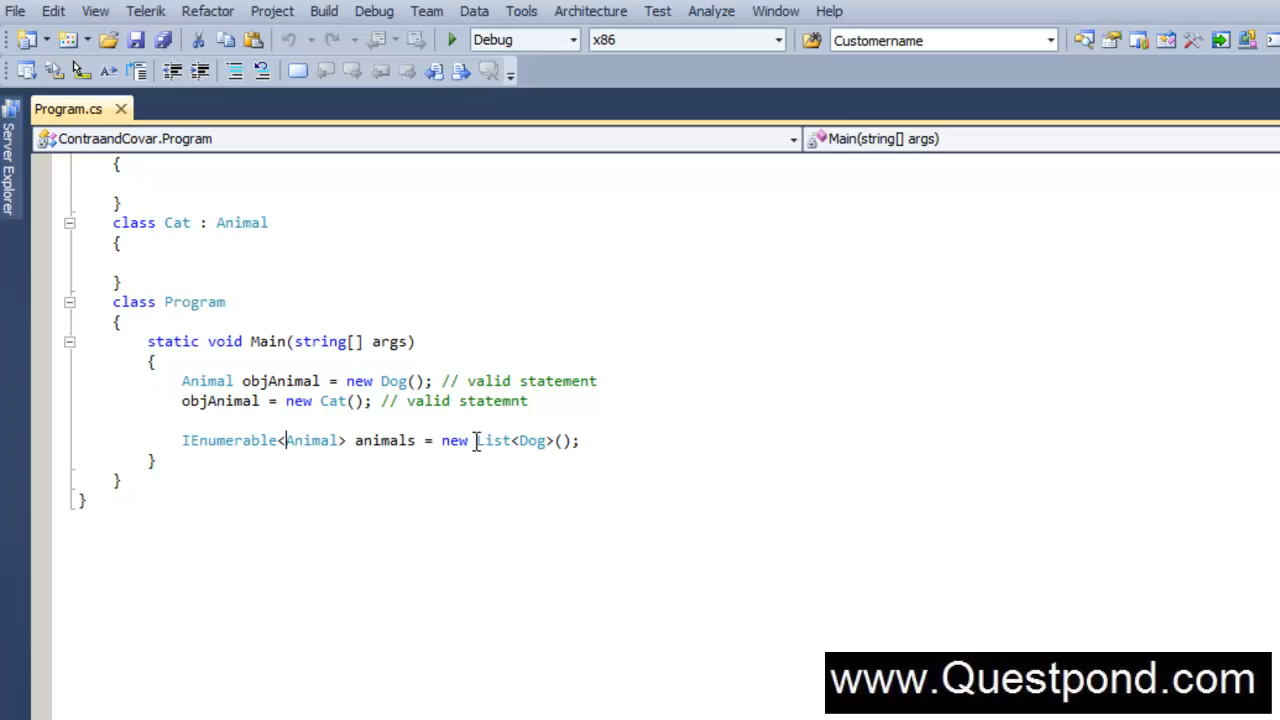 File Edit View Telerik Refactor Project Build Debug Team Data Tools Architecture Test Analyze Window Help
Debug x86 Customername
Program.cs
ContraandCovar.Program Main(string[] args)
Server Explorer
{
}
class Cat : Animal
{
}
class Program
{
static void Main(string[] args)
{
Animal objAnimal = new Dog(); // valid statement
objAnimal = new Cat(); // valid statemnt
IEnumerable<Animal> animals = new List<Dog>();
}
}
}
www.Questpond.com